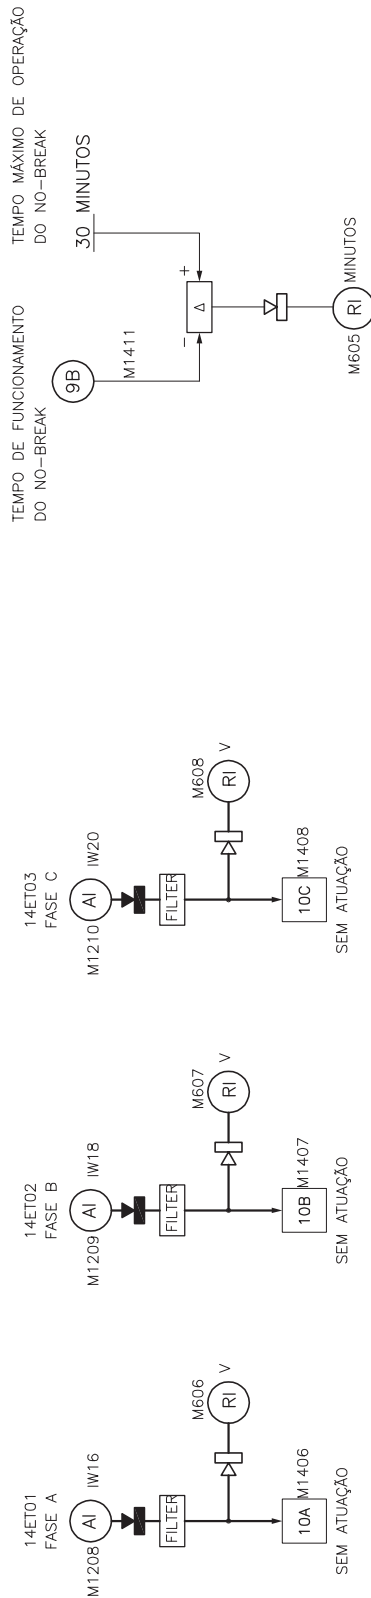 14ET01
FASE A
AI
M1208
IW16
FILTER
M606
RI
V
10A
M1406
SEM ATUAÇÃO
14ET02
FASE B
AI
M1209
IW18
FILTER
M607
RI
V
10B
M1407
SEM ATUAÇÃO
14ET03
FASE C
AI
M1210
IW20
FILTER
M608
RI
V
10C
M1408
SEM ATUAÇÃO
TEMPO DE FUNCIONAMENTO
DO NO-BREAK
9B
M1411
TEMPO MÁXIMO DE OPERAÇÃO
DO NO-BREAK
30 MINUTOS
−
+
Δ
M605
RI
MINUTOS